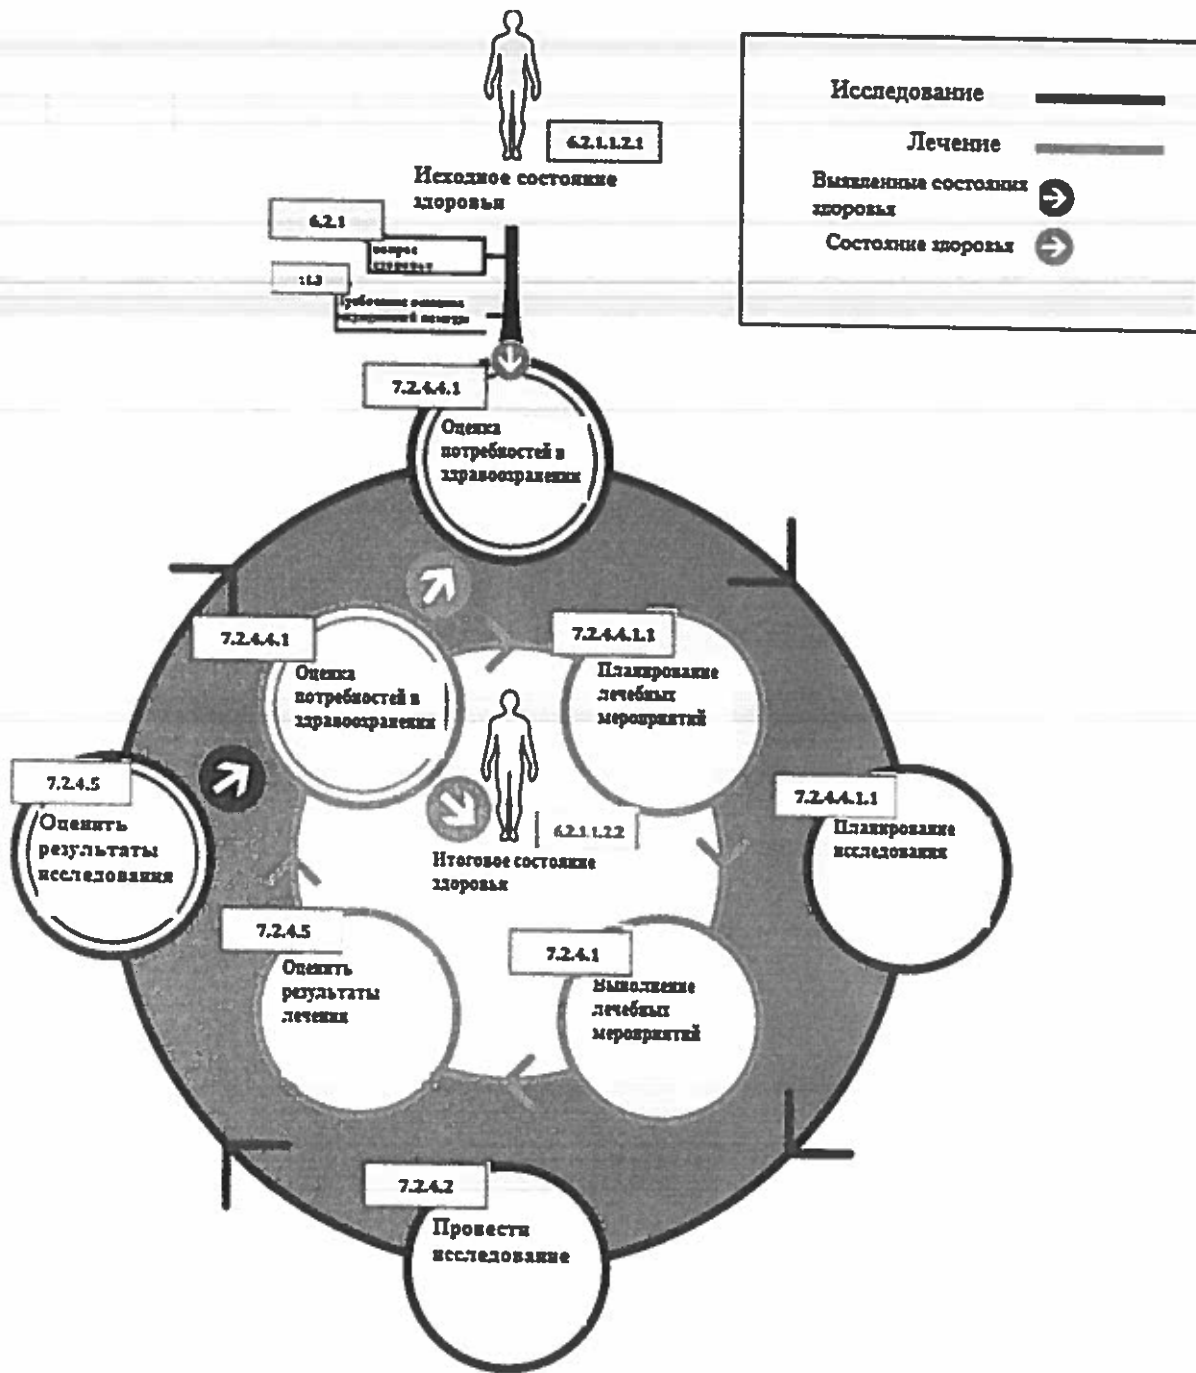 6.2.1.1.2.1
Исходное состояние
здоровья
Исследование
Лечение
Выявленные состояния
здоровья
Состояние здоровья
6.2.1
вопрос
7.2.4.4.1
Оценка
потребностей в
здравоохранении
7.2.4.4.1
Оценка
потребностей в
здравоохранении
7.2.4.4.1.1
Планирование
лечебных
мероприятий
7.2.4.5
Оценить
результаты
исследования
7.2.4.4.1.1
Планирование
исследования
6.2.1.1.2.2
Итоговое состояние
здоровья
7.2.4.5
Оценить
результаты
лечения
7.2.4.1
Выполнение
лечебных
мероприятий
7.2.4.2
Провести
исследование